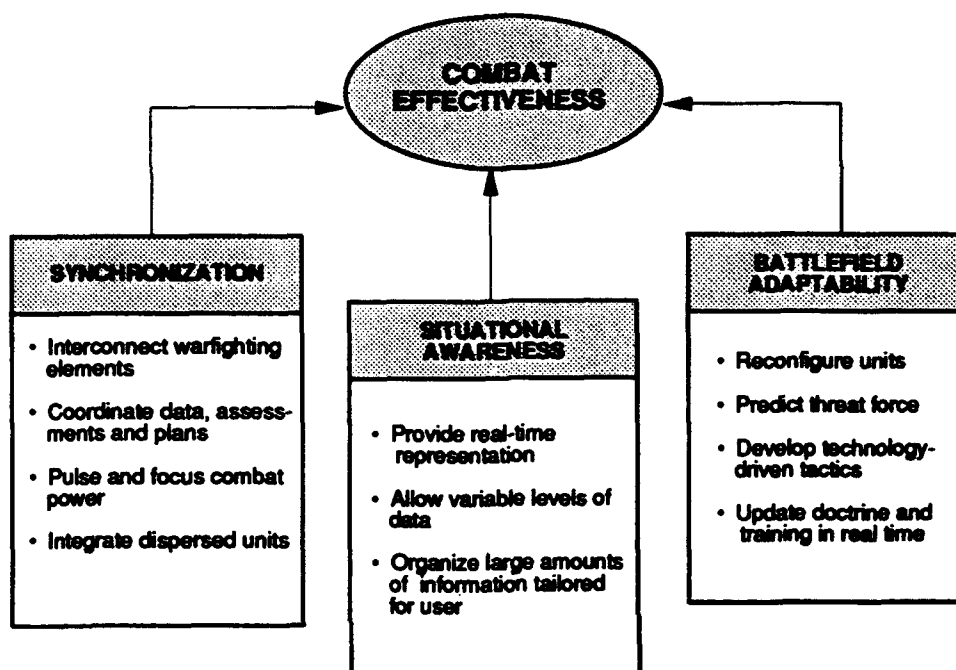 COMBAT
EFFECTIVENESS
SYNCHRONIZATION
• Interconnect warfighting
elements
• Coordinate data, assess-
ments and plans
• Pulse and focus combat
power
• Integrate dispersed units
SITUATIONAL
AWARENESS
• Provide real-time
representation
• Allow variable levels of
data
• Organize large amounts
of information tailored
for user
BATTLEFIELD
ADAPTABILITY
• Reconfigure units
• Predict threat force
• Develop technology-
driven tactics
• Update doctrine and
training in real time